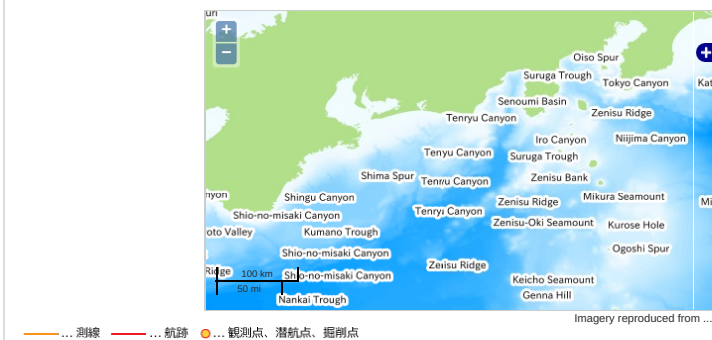 uri
+
−
Oiso Spur
Suruga Trough
Tokyo Canyon
Kat
Senoumi Basin
Zenisu Ridge
Tenryu Canyon
Iro Canyon
Niijima Canyon
Tenyu Canyon
Suruga Trough
Shima Spur
Tenryu Canyon
Zenisu Bank
nyon
Shingu Canyon
Zenisu Ridge
Mikura Seamount
Mi
Shio-no-misaki Canyon
Tenryu Canyon
Zenisu-Oki Seamount
Kurose Hole
oto Valley
Kumano Trough
Ogoshi Spur
Shio-no-misaki Canyon
Zenisu Ridge
Ridge
100 km
Shio-no-misaki Canyon
Keicho Seamount
50 mi
Genna Hill
Nankai Trough
Imagery reproduced from ...
... 測線 ... 航跡 ... 観測点、潜航点、掘削点